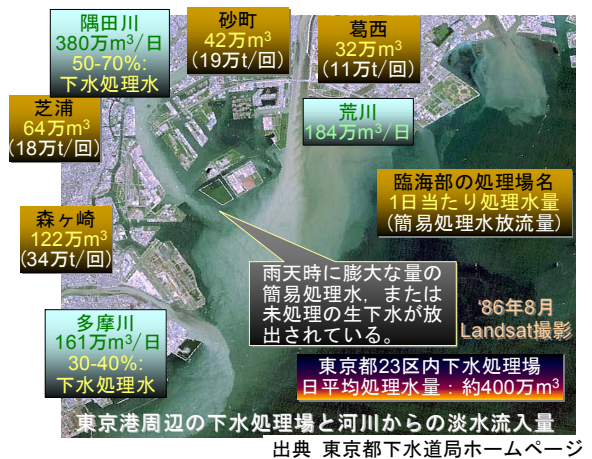 隅田川
380万m³/日
50-70%:
下水処理水
砂町
42万m³
(19万t/回)
葛西
32万m³
(11万t/回)
芝浦
64万m³
(18万t/回)
荒川
184万m³/日
臨海部の処理場名
1日当たり処理水量
(簡易処理水放流量)
森ヶ崎
122万m³
(34万t/回)
雨天時に膨大な量の
簡易処理水，または
未処理の生下水が放
出されている。
'86年8月
Landsat撮影
多摩川
161万m³/日
30-40%:
下水処理水
東京都23区内下水処理場
日平均処理水量：約400万m³
東京港周辺の下水処理場と河川からの淡水流入量
出典 東京都下水道局ホームページ